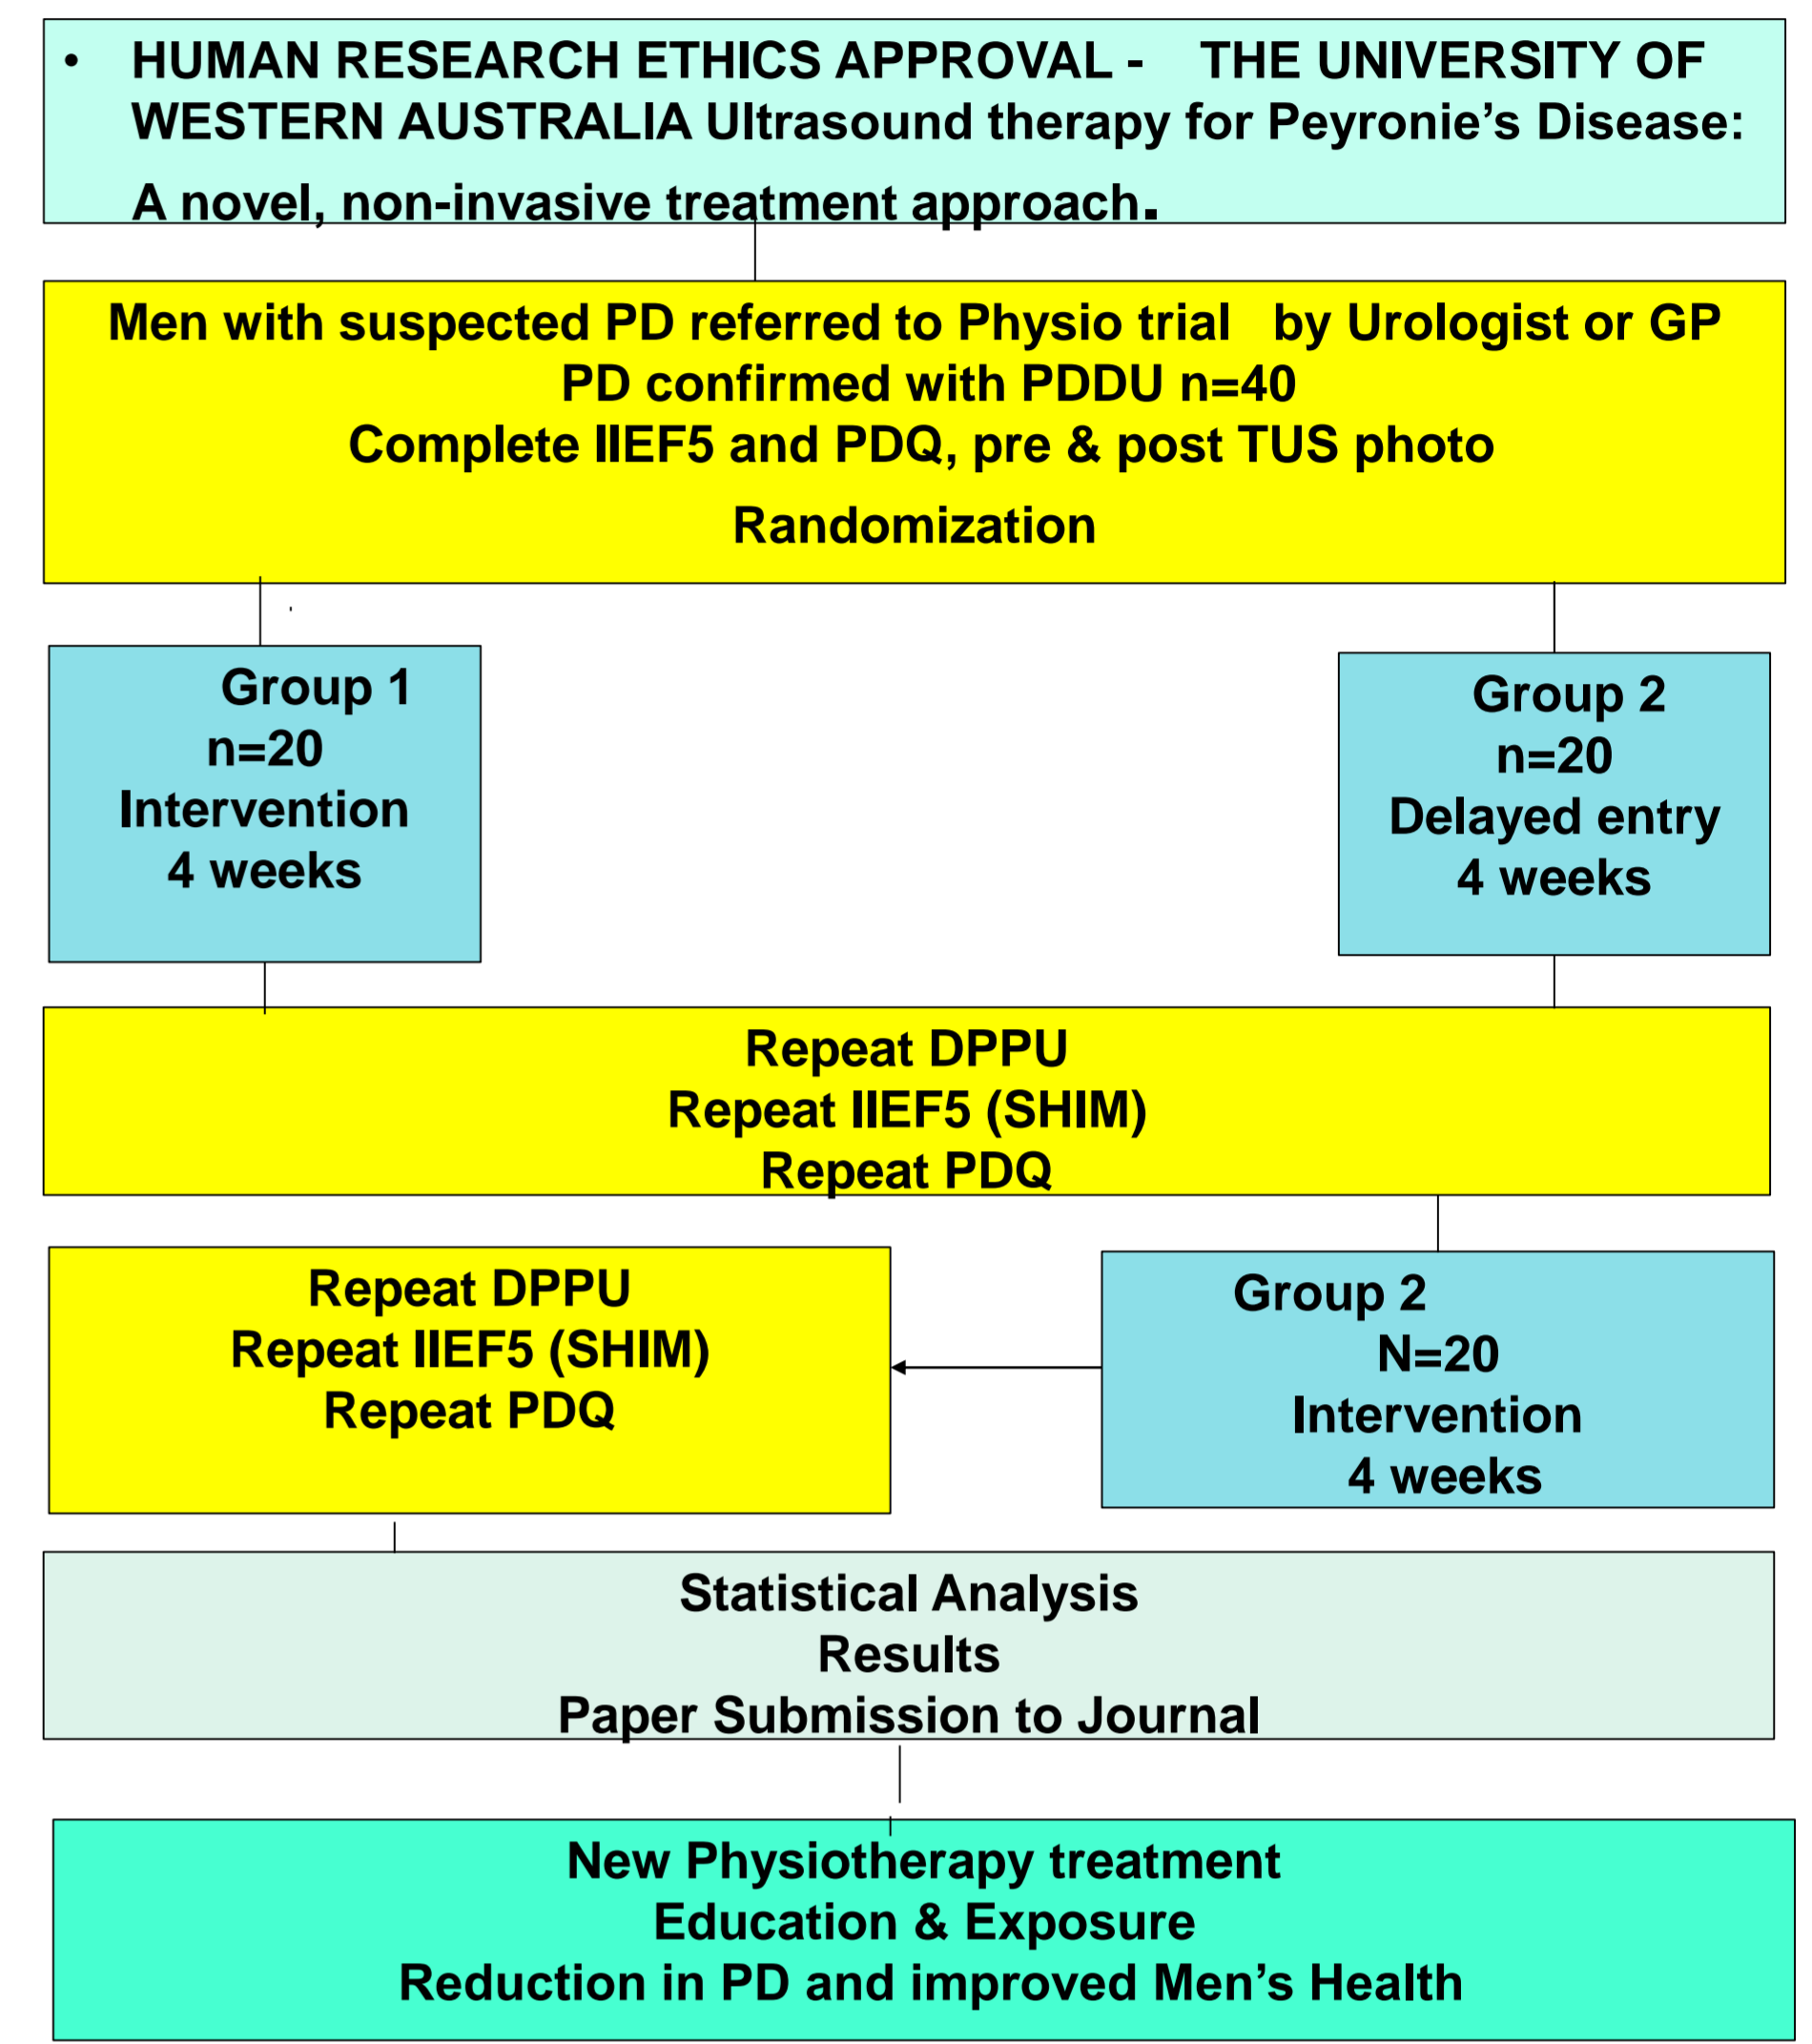 • HUMAN RESEARCH ETHICS APPROVAL - THE UNIVERSITY OF
WESTERN AUSTRALIA Ultrasound therapy for Peyronie’s Disease:
A novel, non-invasive treatment approach.
Men with suspected PD referred to Physio trial by Urologist or GP
PD confirmed with PDDU n=40
Complete IIEF5 and PDQ, pre & post TUS photo
Randomization
Group 1
n=20
Intervention
4 weeks
Group 2
n=20
Delayed entry
4 weeks
Repeat DPPU
Repeat IIEF5 (SHIM)
Repeat PDQ
Repeat DPPU
Repeat IIEF5 (SHIM)
Repeat PDQ
Group 2
N=20
Intervention
4 weeks
Statistical Analysis
Results
Paper Submission to Journal
New Physiotherapy treatment
Education & Exposure
Reduction in PD and improved Men’s Health